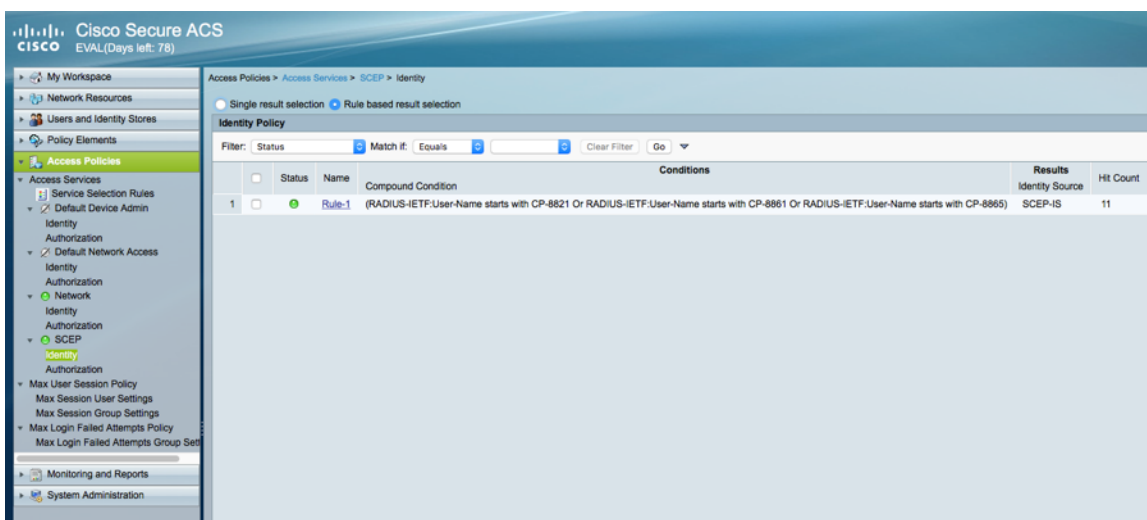 Cisco Secure ACS
CISCO EVAL(Days left: 78)
My Workspace
Network Resources
Users and Identity Stores
Policy Elements
Access Policies
Access Services
Service Selection Rules
Default Device Admin
Identity
Authorization
Default Network Access
Identity
Authorization
Network
Identity
Authorization
SCEP
Identity
Authorization
Max User Session Policy
Max Session User Settings
Max Session Group Settings
Max Login Failed Attempts Policy
Max Login Failed Attempts Group Sett
Monitoring and Reports
System Administration
Access Policies > Access Services > SCEP > Identity
Single result selection Rule based result selection
Identity Policy
Filter: Status Match if: Equals Clear Filter Go
Status Name Conditions Results Hit Count
Compound Condition Identity Source
1 Rule-1 (RADIUS-IETF:User-Name starts with CP-8821 Or RADIUS-IETF:User-Name starts with CP-8861 Or RADIUS-IETF:User-Name starts with CP-8865) SCEP-IS 11